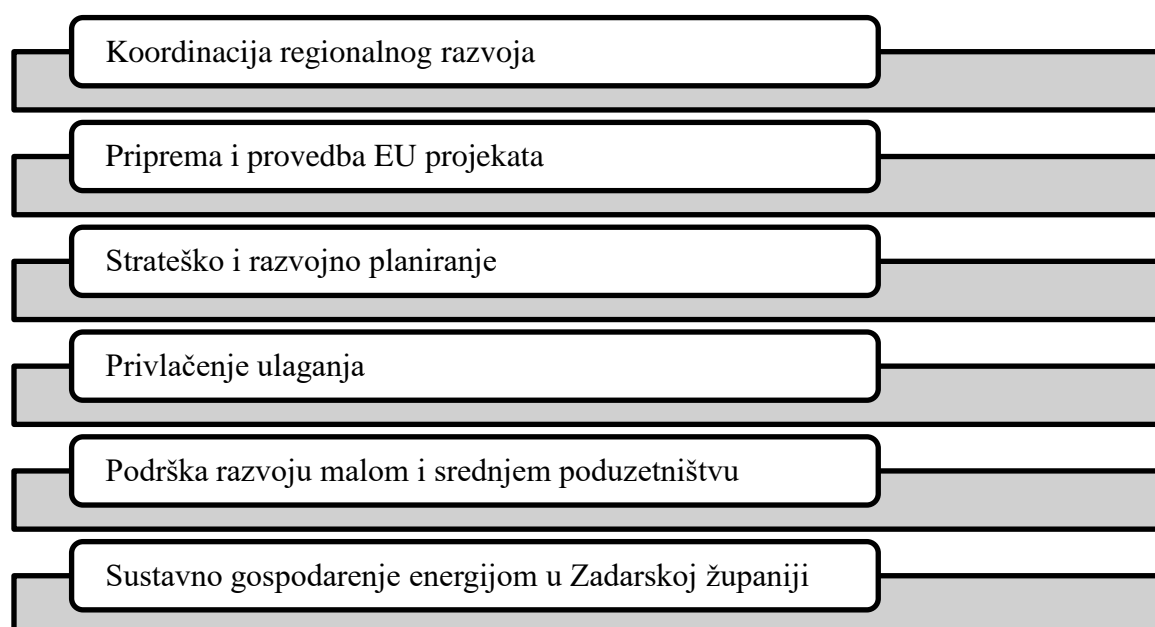 Koordinacija regionalnog razvoja
Priprema i provedba EU projekata
Strateško i razvojno planiranje
Privlačenje ulaganja
Podrška razvoju malom i srednjem poduzetništvu
Sustavno gospodarenje energijom u Zadarskoj županiji